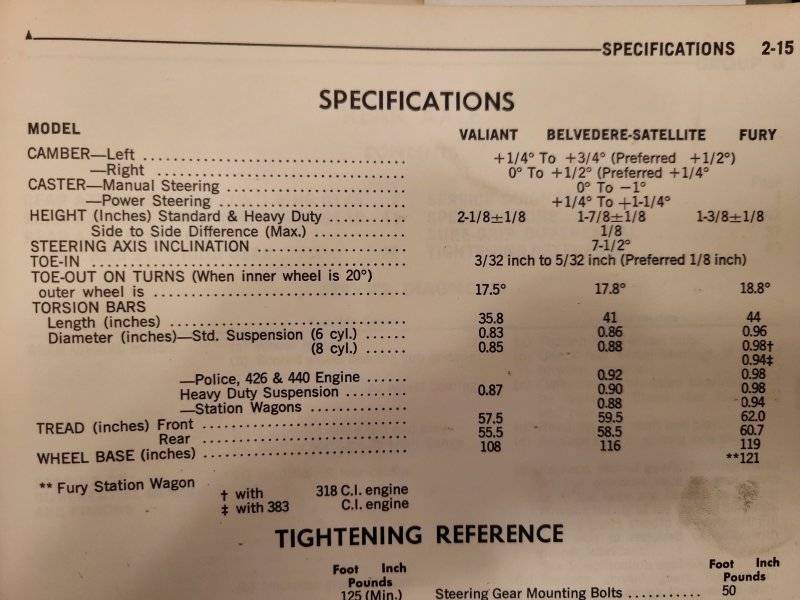 SPECIFICATIONS 2-15
SPECIFICATIONS
MODEL VALIANT BELVEDERE-SATELLITE FURY
CAMBER—Left ........ +1/4° To +3/4° (Preferred +1/2°)
—Right ........ 0° To +1/2° (Preferred +1/4°
CASTER—Manual Steering ........ 0° To −1°
—Power Steering ........ +1/4° To +1-1/4°
HEIGHT (Inches) Standard & Heavy Duty ........ 2-1/8±1/8 1-7/8±1/8 1-3/8±1/8
Side to Side Difference (Max.) ........ 1/8
STEERING AXIS INCLINATION ........ 7-1/2°
TOE-IN ........ 3/32 inch to 5/32 inch (Preferred 1/8 inch)
TOE-OUT ON TURNS (When inner wheel is 20°)
outer wheel is ........ 17.5° 17.8° 18.8°
TORSION BARS
Length (inches) ........ 35.8 41 44
Diameter (inches)—Std. Suspension (6 cyl.) ...... 0.83 0.86 0.96
(8 cyl.) ...... 0.85 0.88 0.98†
0.94‡
—Police, 426 & 440 Engine ...... 0.92 0.98
Heavy Duty Suspension ........ 0.87 0.90 0.98
—Station Wagons ........ 0.88 0.94
TREAD (inches) Front ........ 57.5 59.5 62.0
Rear ........ 55.5 58.5 60.7
WHEEL BASE (inches) ........ 108 116 119
**121
** Fury Station Wagon
† with 318 C.I. engine
‡ with 383 C.I. engine
TIGHTENING REFERENCE
Foot Inch Foot Inch
Pounds Pounds
125 (Min.) Steering Gear Mounting Bolts .......... 50